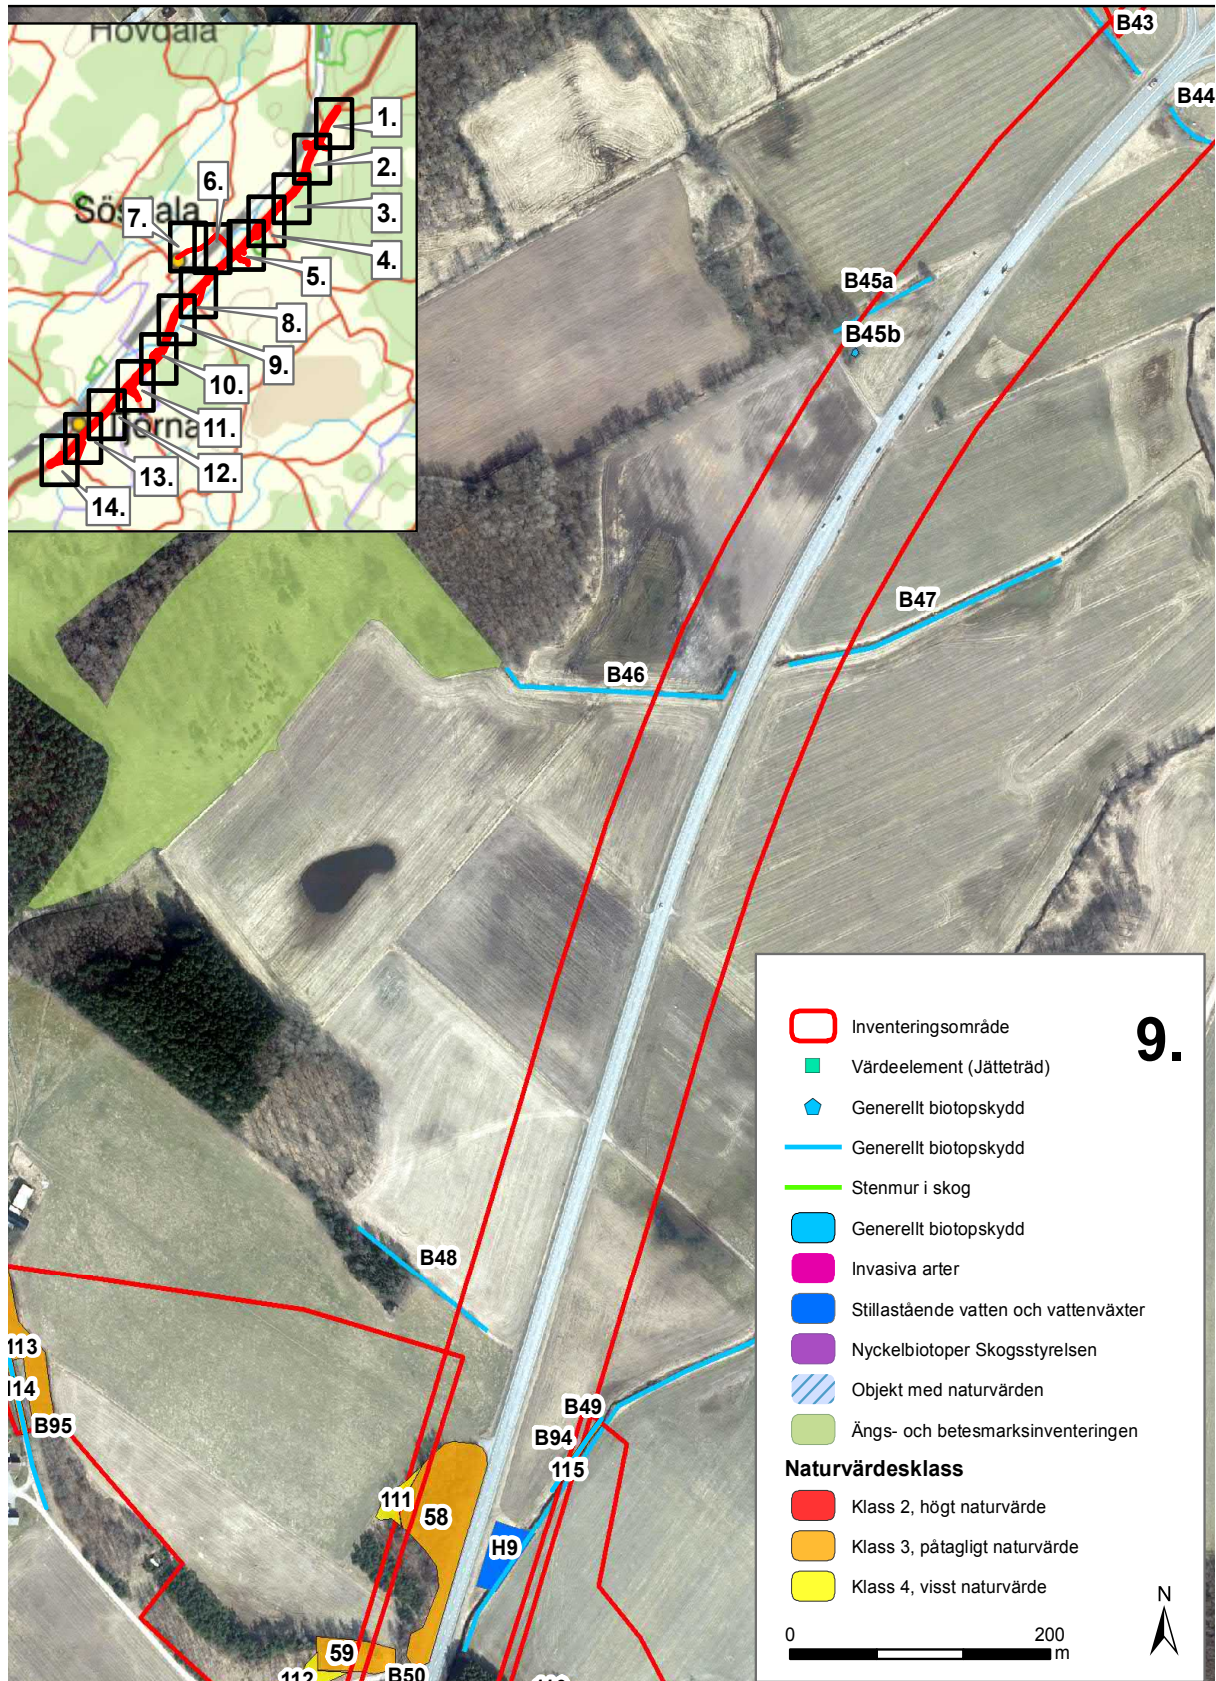 Hovdala
1.
2.
6.
Sösdala
7.
3.
4.
5.
8.
9.
10.
Tjörna
11.
12.
13.
14.
B43
B44
B45a
B45b
B47
B46
B48
113
114
B95
B49
B94
115
111
58
H9
59
112
B50
9.
Inventeringsområde
Värdeelement (Jätteträd)
Generellt biotopskydd
Generellt biotopskydd
Stenmur i skog
Generellt biotopskydd
Invasiva arter
Stillastående vatten och vattenväxter
Nyckelbiotoper Skogsstyrelsen
Objekt med naturvärden
Ängs- och betesmarksinventeringen
Naturvärdesklass
Klass 2, högt naturvärde
Klass 3, påtagligt naturvärde
Klass 4, visst naturvärde
N
0 200
m